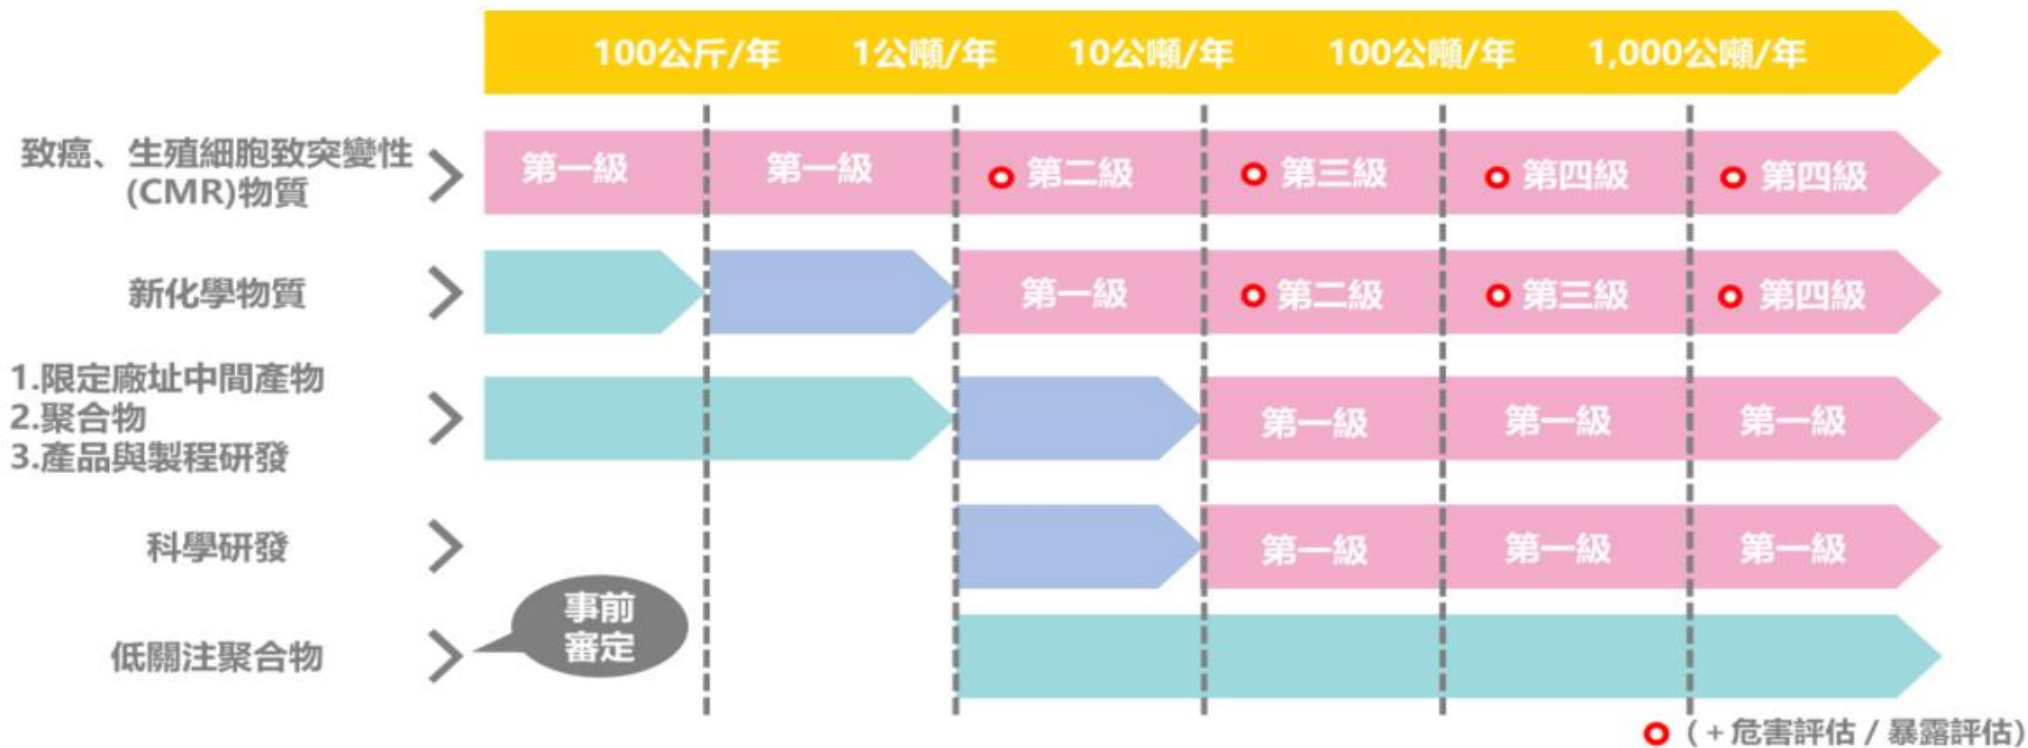 100公斤/年 1公噸/年 10公噸/年 100公噸/年 1,000公噸/年
致癌、生殖細胞致突變性
(CMR)物質
第一級 第一級 第二級 第三級 第四級 第四級
新化學物質
第一級 第二級 第三級 第四級
1.限定廠址中間產物
2.聚合物
3.產品與製程研發
第一級 第一級 第一級
科學研發
第一級 第一級 第一級
事前
審定
低關注聚合物
(+危害評估 / 暴露評估)